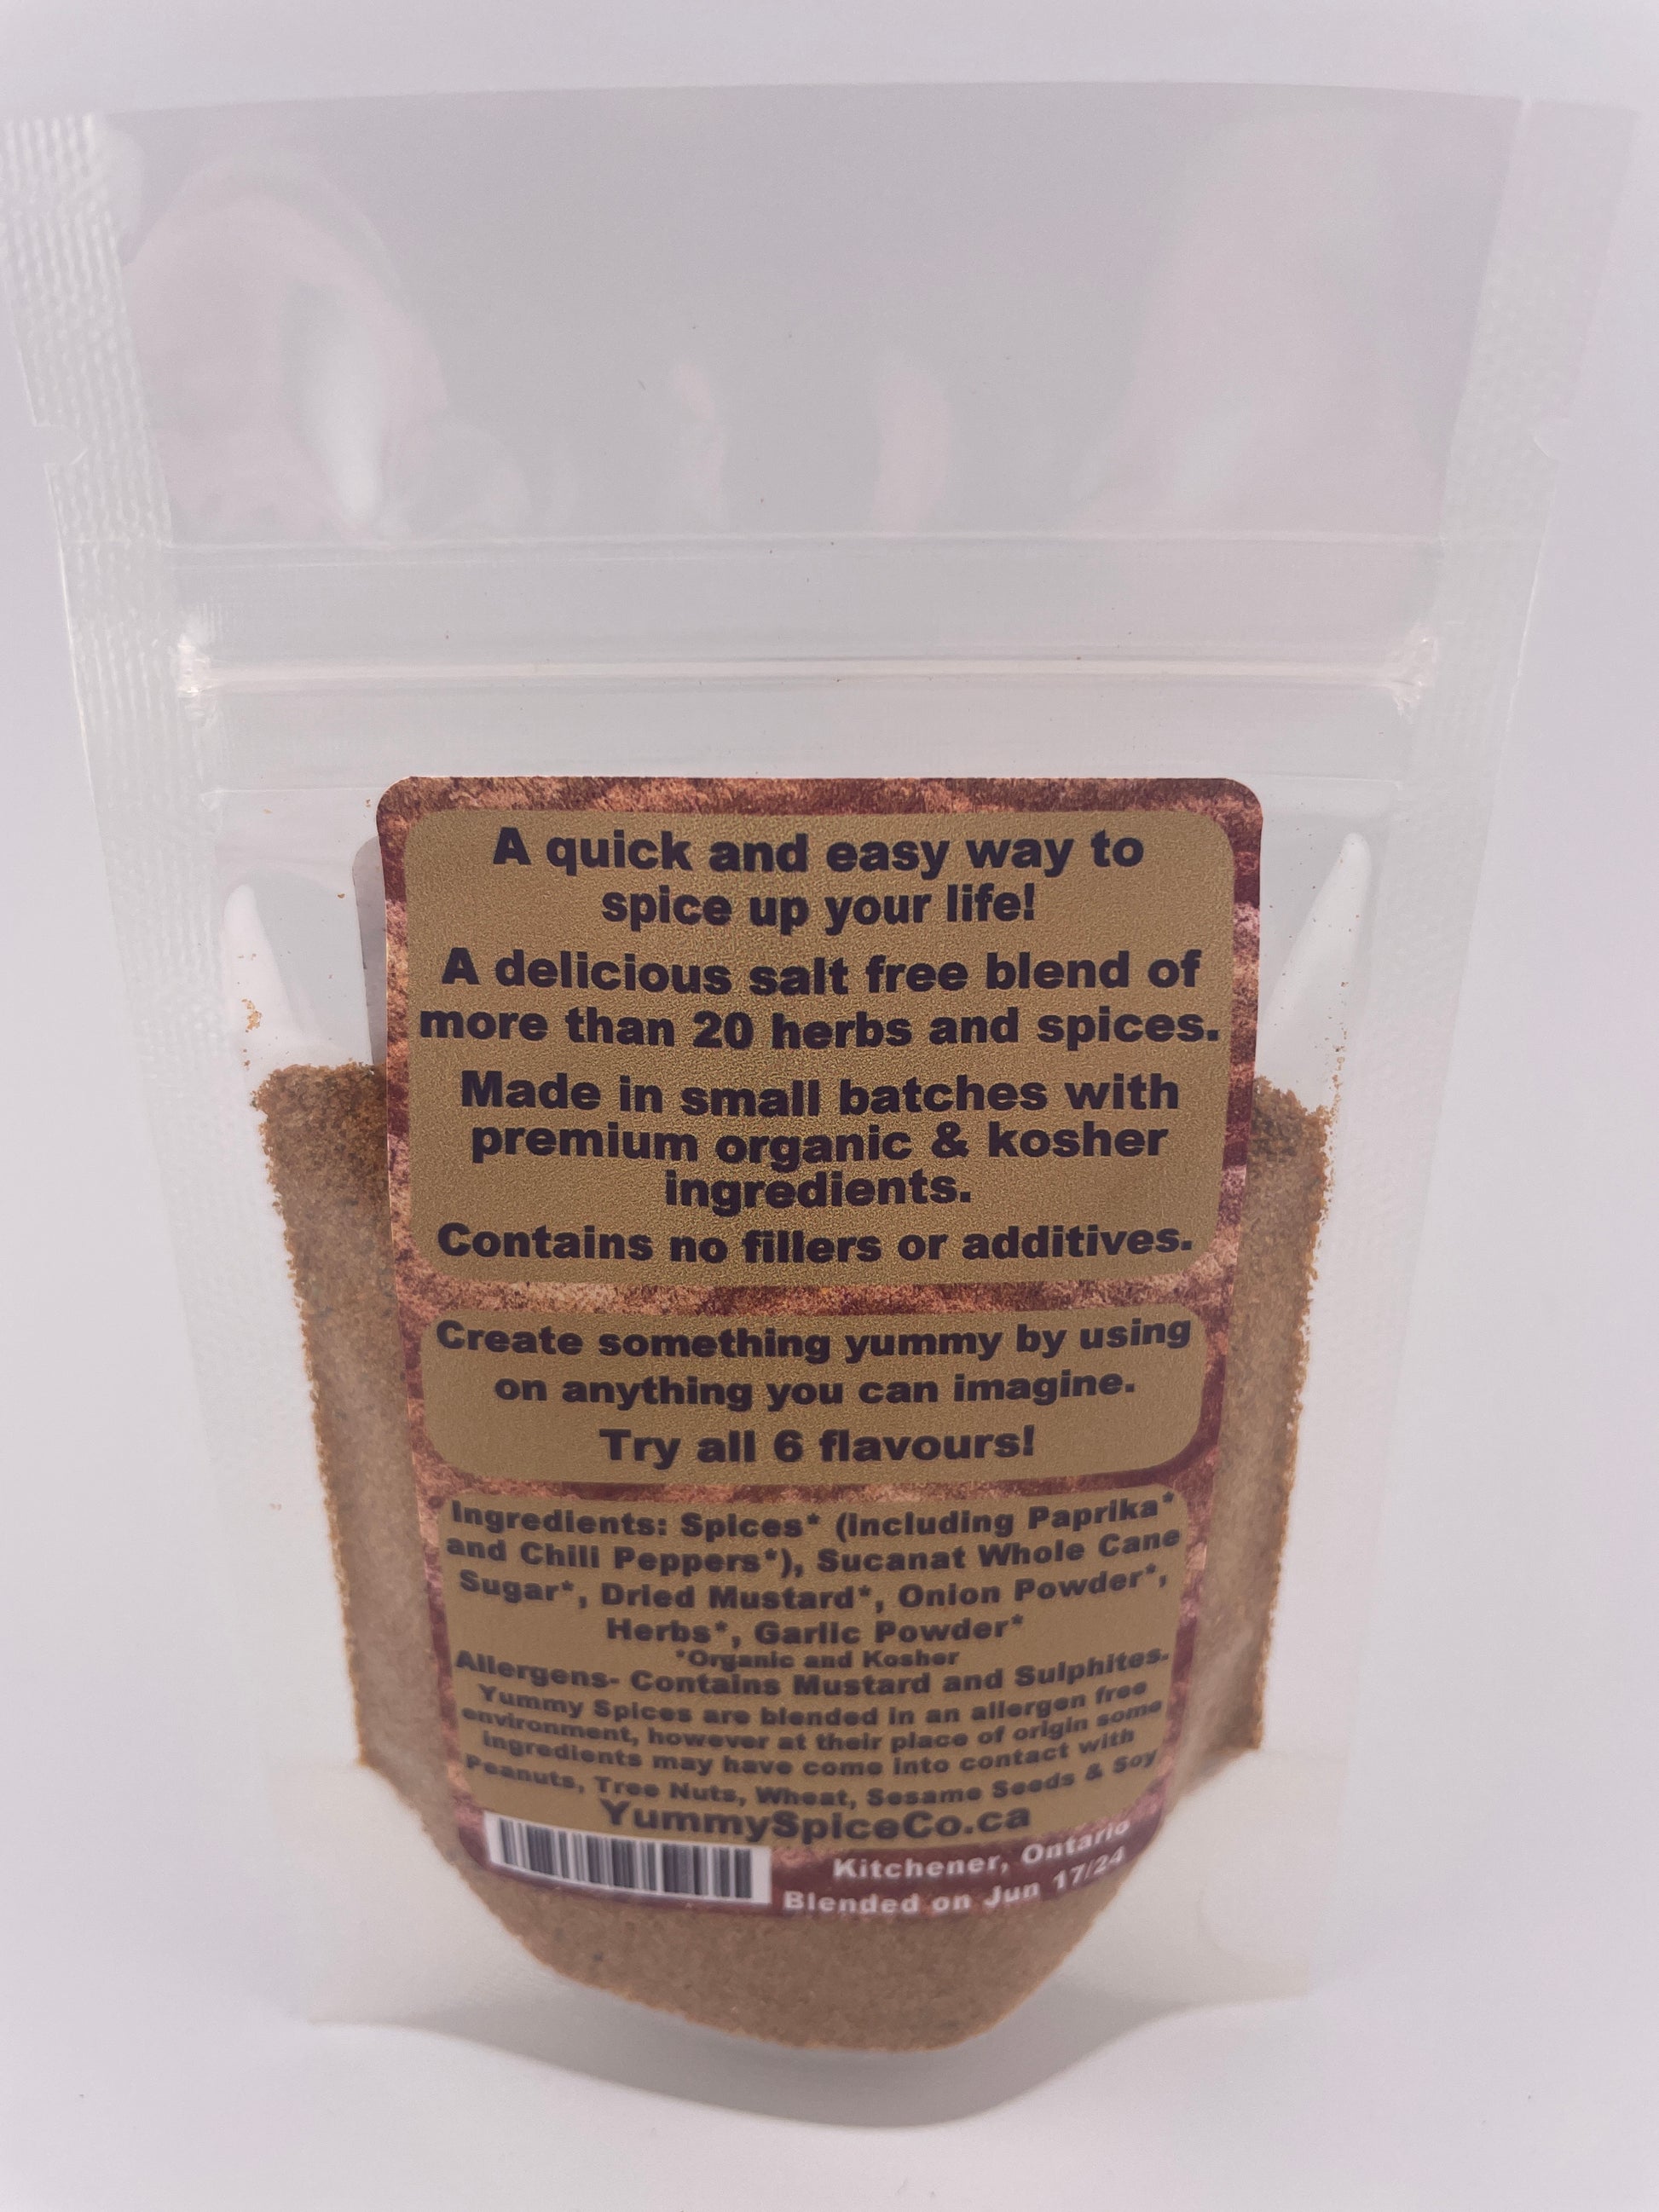 A quick and easy way to
spice up your life!
A delicious salt free blend of
more than 20 herbs and spices.
Made in small batches with
premium organic & kosher
ingredients.
Contains no fillers or additives.
Create something yummy by using
on anything you can imagine.
Try all 6 flavours!
Ingredients: Spices* (including Paprika*
and Chili Peppers*), Sucanat Whole Cane
Sugar*, Dried Mustard*, Onion Powder*,
Herbs*, Garlic Powder*
*Organic and Kosher
Allergens- Contains Mustard and Sulphites.
Yummy Spices are blended in an allergen free
environment, however at their place of origin some
ingredients may have come into contact with
Peanuts, Tree Nuts, Wheat, Sesame Seeds & Soy
YummySpiceCo.ca
Kitchener, Ontario
Blended on Jun 17/24